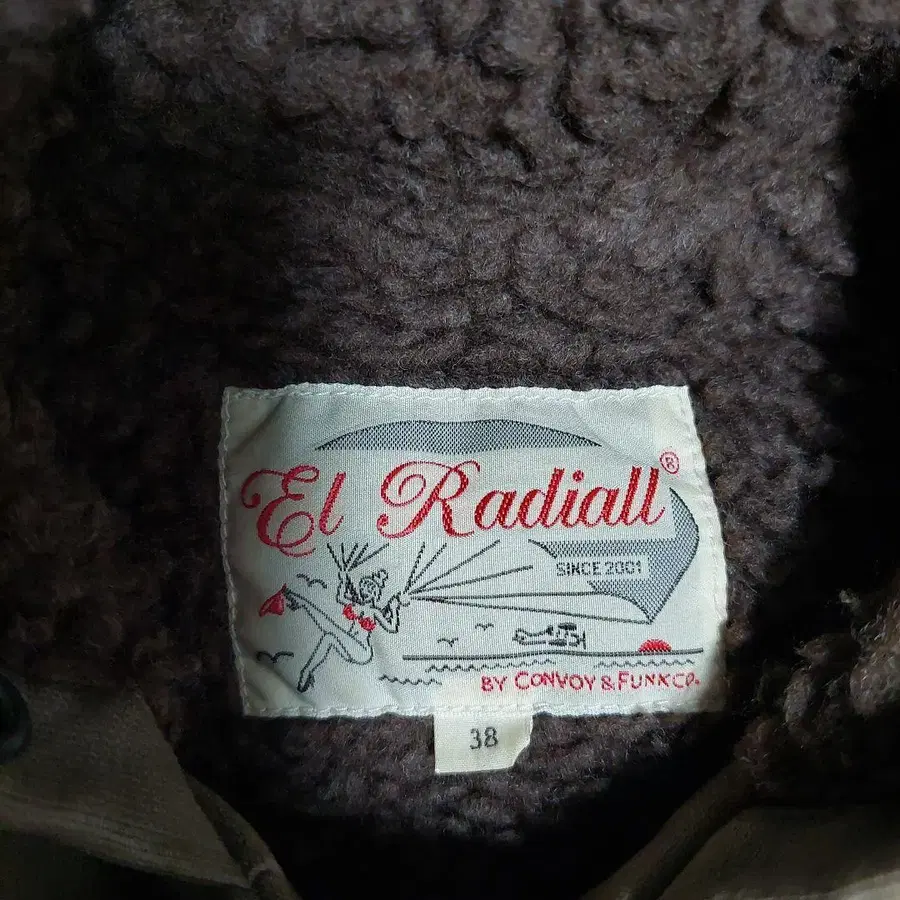 El Radiall®
SINCE 2001
BY CONVOY & FUNK CO.
38